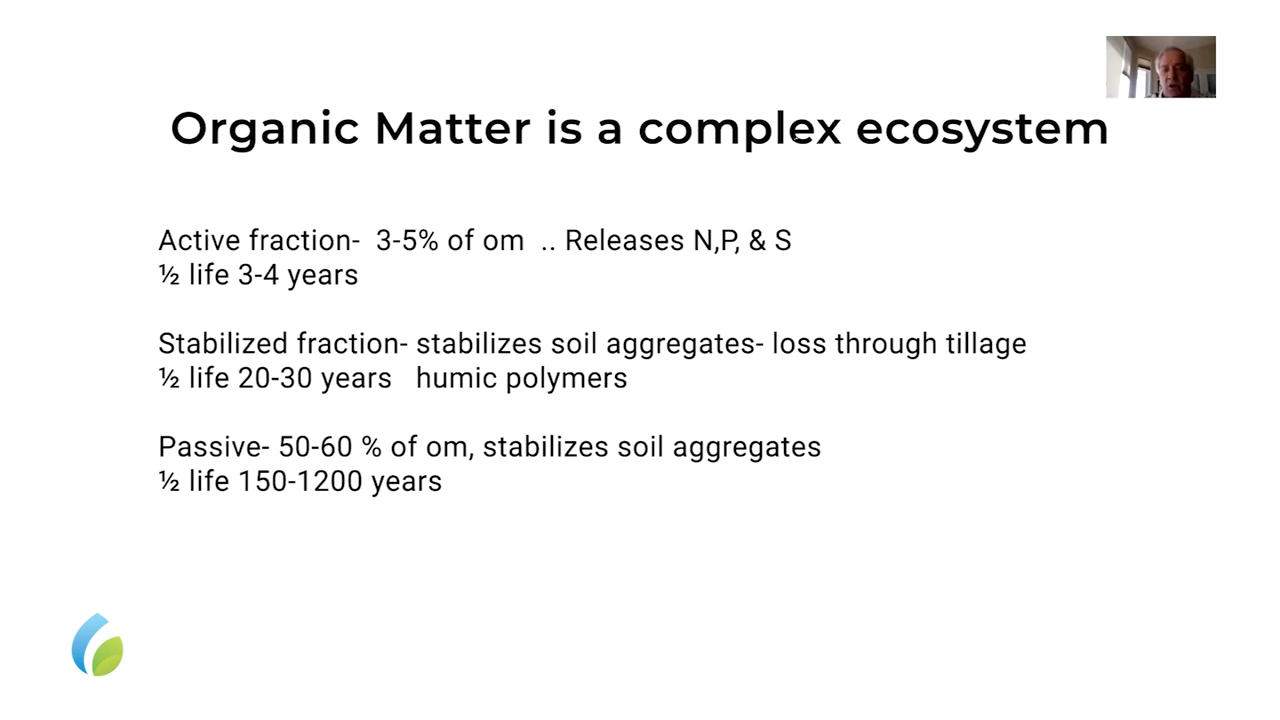 Organic Matter is a complex ecosystem
Active fraction-  3-5% of om  .. Releases N,P, & S
½ life 3-4 years
Stabilized fraction- stabilizes soil aggregates- loss through tillage
½ life 20-30 years   humic polymers
Passive- 50-60 % of om, stabilizes soil aggregates
½ life 150-1200 years